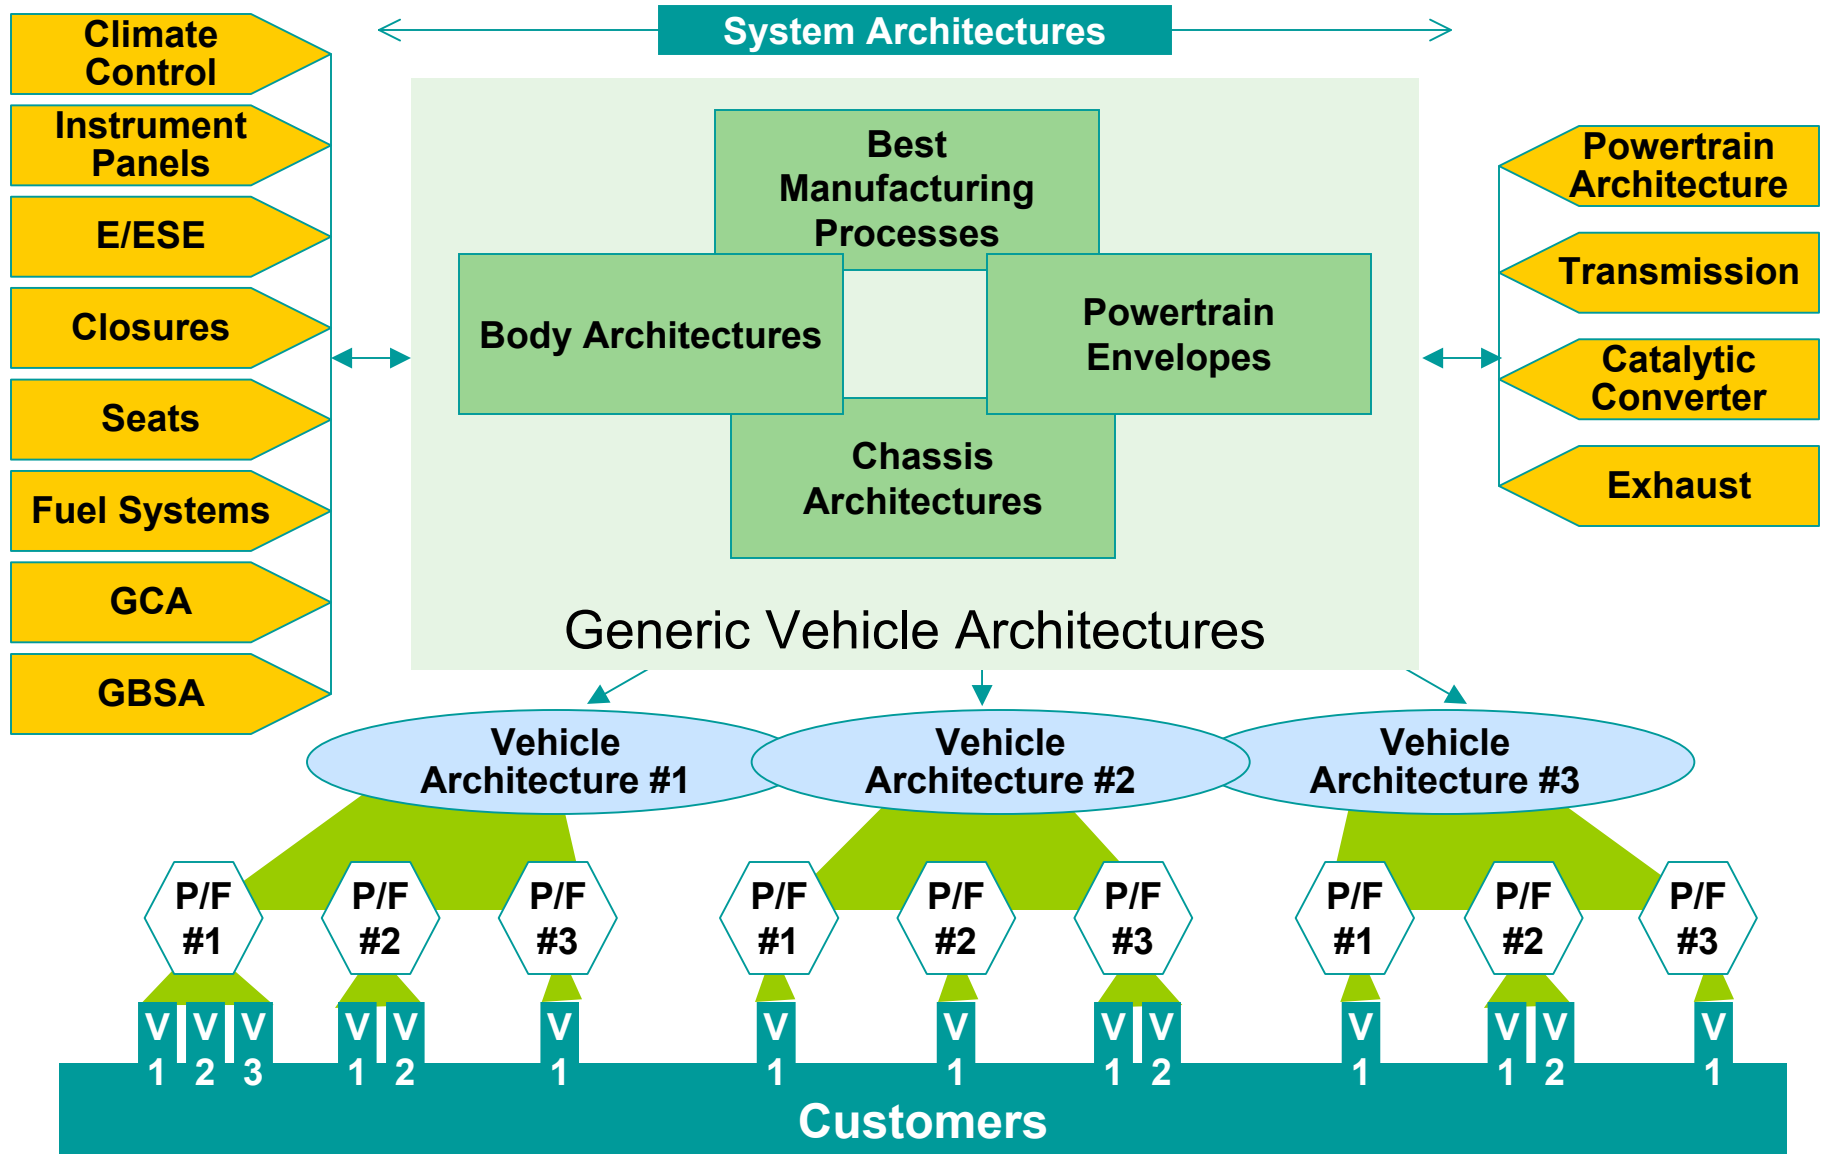 System Architectures
Climate
Control
Instrument
Panels
E/ESE
Closures
Seats
Fuel Systems
GCA
GBSA
Best
Manufacturing
Processes
Body Architectures
Powertrain
Envelopes
Chassis
Architectures
Generic Vehicle Architectures
Powertrain
Architecture
Transmission
Catalytic
Converter
Exhaust
Vehicle
Architecture #1
Vehicle
Architecture #2
Vehicle
Architecture #3
P/F
#1
P/F
#2
P/F
#3
P/F
#1
P/F
#2
P/F
#3
P/F
#1
P/F
#2
P/F
#3
V
1
V
2
V
3
V
1
V
2
V
1
V
1
V
1
V
1
V
2
V
1
V
1
V
2
V
1
Customers